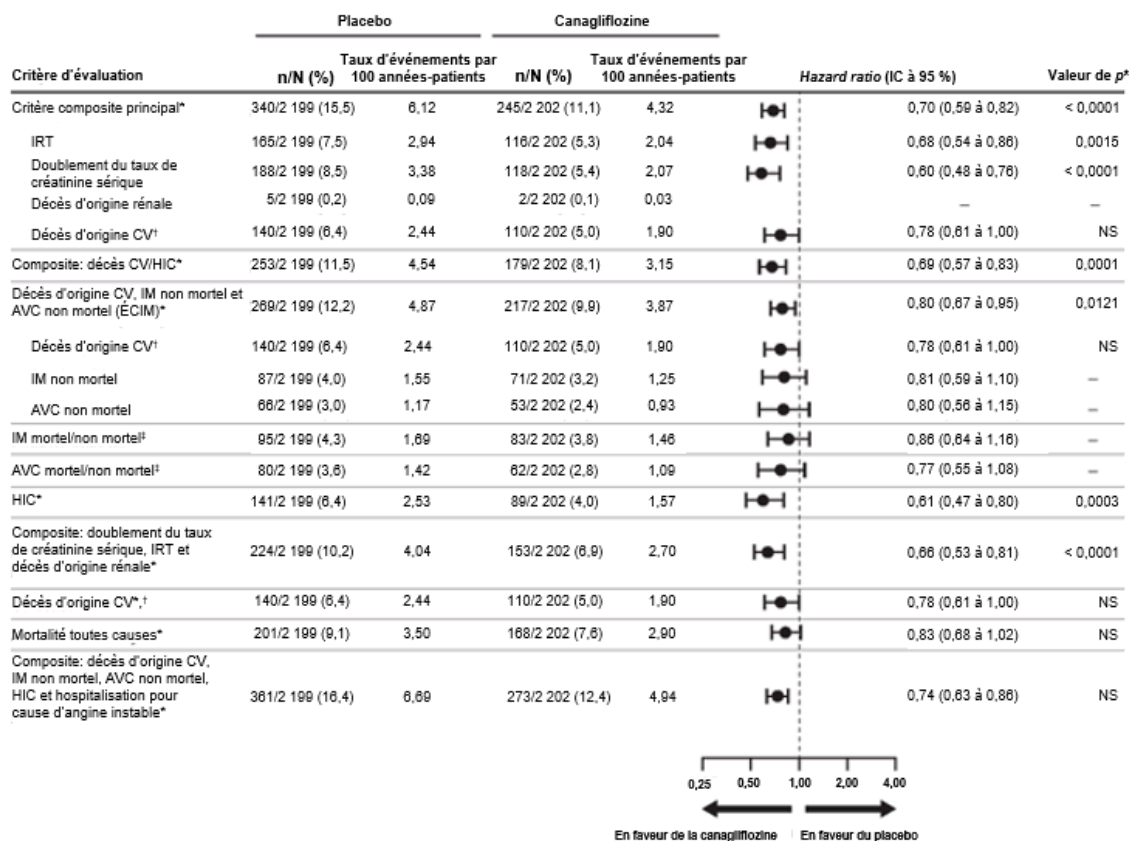 Placebo Canagliflozine
Critère d'évaluation n/N (%) Taux d'événements par 100 années-patients n/N (%) Taux d'événements par 100 années-patients Hazard ratio (IC à 95 %) Valeur de p*
Critère composite principal* 340/2 199 (15,5) 6,12 245/2 202 (11,1) 4,32 0,70 (0,59 à 0,82) < 0,0001
IRT 165/2 199 (7,5) 2,94 116/2 202 (5,3) 2,04 0,68 (0,54 à 0,86) 0,0015
Doublement du taux de
créatinine sérique 188/2 199 (8,5) 3,38 118/2 202 (5,4) 2,07 0,60 (0,48 à 0,76) < 0,0001
Décès d'origine rénale 5/2 199 (0,2) 0,09 2/2 202 (0,1) 0,03 – –
Décès d'origine CV† 140/2 199 (6,4) 2,44 110/2 202 (5,0) 1,90 0,78 (0,61 à 1,00) NS
Composite: décès CV/HIC* 253/2 199 (11,5) 4,54 179/2 202 (8,1) 3,15 0,69 (0,57 à 0,83) 0,0001
Décès d'origine CV, IM non mortel et
AVC non mortel (ÉCIM)* 269/2 199 (12,2) 4,87 217/2 202 (9,9) 3,87 0,80 (0,67 à 0,95) 0,0121
Décès d'origine CV† 140/2 199 (6,4) 2,44 110/2 202 (5,0) 1,90 0,78 (0,61 à 1,00) NS
IM non mortel 87/2 199 (4,0) 1,55 71/2 202 (3,2) 1,25 0,81 (0,59 à 1,10) –
AVC non mortel 66/2 199 (3,0) 1,17 53/2 202 (2,4) 0,93 0,80 (0,56 à 1,15) –
IM mortel/non mortel‡ 95/2 199 (4,3) 1,69 83/2 202 (3,8) 1,46 0,86 (0,64 à 1,16) –
AVC mortel/non mortel‡ 80/2 199 (3,6) 1,42 62/2 202 (2,8) 1,09 0,77 (0,55 à 1,08) –
HIC* 141/2 199 (6,4) 2,53 89/2 202 (4,0) 1,57 0,61 (0,47 à 0,80) 0,0003
Composite: doublement du taux
de créatinine sérique, IRT et
décès d'origine rénale* 224/2 199 (10,2) 4,04 153/2 202 (6,9) 2,70 0,66 (0,53 à 0,81) < 0,0001
Décès d'origine CV*,† 140/2 199 (6,4) 2,44 110/2 202 (5,0) 1,90 0,78 (0,61 à 1,00) NS
Mortalité toutes causes* 201/2 199 (9,1) 3,50 168/2 202 (7,6) 2,90 0,83 (0,68 à 1,02) NS
Composite: décès d'origine CV,
IM non mortel, AVC non mortel,
HIC et hospitalisation pour
cause d'angine instable* 361/2 199 (16,4) 6,69 273/2 202 (12,4) 4,94 0,74 (0,63 à 0,86) NS
0,25 0,50 1,00 2,00 4,00
En faveur de la canagliflozine En faveur du placebo